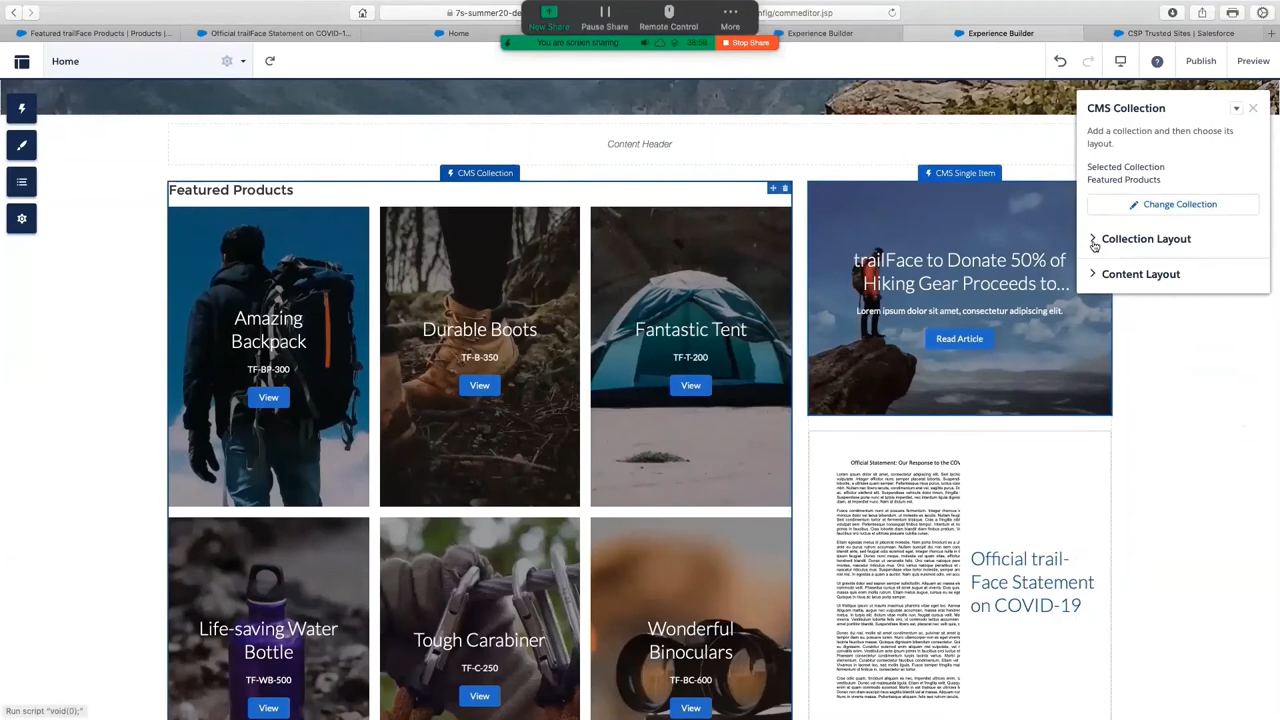 7s-summer20-de
nfig/commeditor.jsp
New Share
Pause Share
Remote Control
More
You are screen sharing
38:59
Stop Share
Featured trailFace Products | Products |...
Official trailFace Statement on COVID-1...
Home
Experience Builder
Experience Builder
CSP Trusted Sites | Salesforce
Home
Publish
Preview
Content Header
CMS Collection
CMS Single Item
Featured Products
Amazing
Backpack
TF-BP-300
View
Durable Boots
TF-B-350
View
Fantastic Tent
TF-T-200
View
trailFace to Donate 50% of
Hiking Gear Proceeds to...
Lorem ipsum dolor sit amet, consectetur adipiscing elit.
Read Article
CMS Collection
Add a collection and then choose its
layout.
Selected Collection
Featured Products
Change Collection
Collection Layout
Content Layout
Official Statement: Our Response to the COV
Official trail-
Face Statement
on COVID-19
Life-saving Water
Bottle
TF-WB-500
View
Tough Carabiner
TF-C-250
View
Wonderful
Binoculars
TF-BC-600
View
Run script "void(0);"